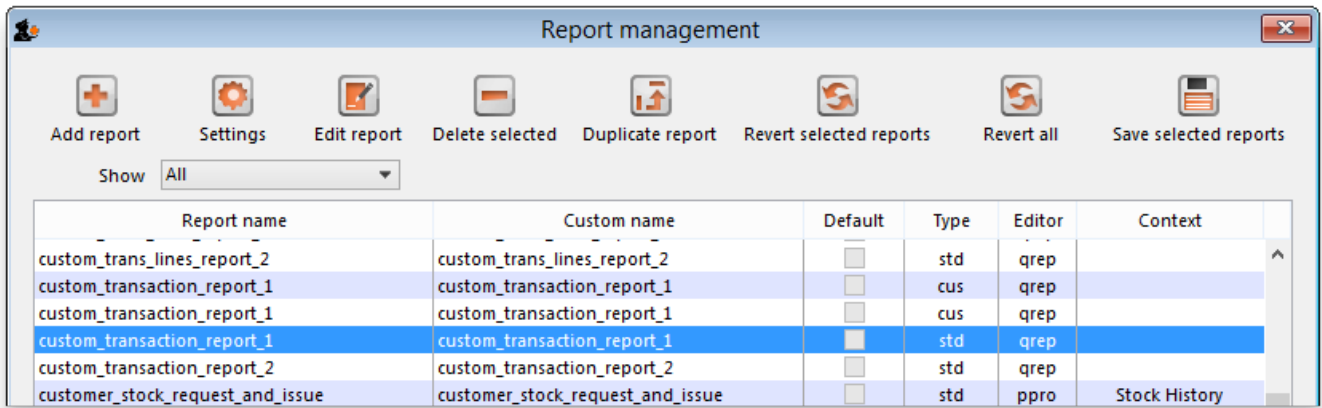 Report management
Add report Settings Edit report Delete selected Duplicate report Revert selected reports Revert all Save selected reports
Show All
Report name Custom name Default Type Editor Context
custom_trans_lines_report_2 custom_trans_lines_report_2 std qrep
custom_transaction_report_1 custom_transaction_report_1 cus qrep
custom_transaction_report_1 custom_transaction_report_1 cus qrep
custom_transaction_report_1 custom_transaction_report_1 std qrep
custom_transaction_report_2 custom_transaction_report_2 std qrep
customer_stock_request_and_issue customer_stock_request_and_issue std ppro Stock History